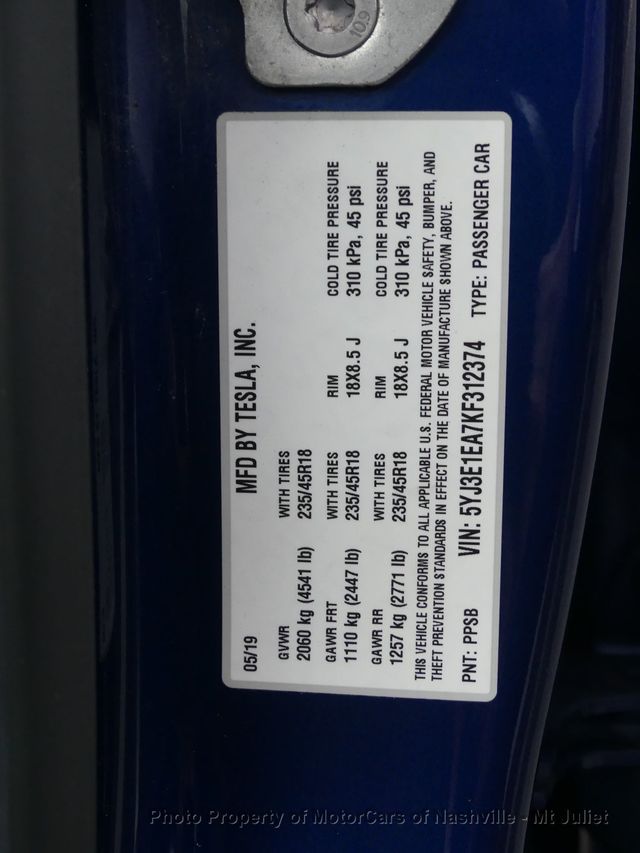 109
05/19 MFD BY TESLA, INC.
GVWR WITH TIRES
2060 kg (4541 lb) 235/45R18
GAWR FRT WITH TIRES RIM COLD TIRE PRESSURE
1110 kg (2447 lb) 235/45R18 18X8.5 J 310 kPa, 45 psi
GAWR RR WITH TIRES RIM COLD TIRE PRESSURE
1257 kg (2771 lb) 235/45R18 18X8.5 J 310 kPa, 45 psi
THIS VEHICLE CONFORMS TO ALL APPLICABLE U.S. FEDERAL MOTOR VEHICLE SAFETY, BUMPER, AND
THEFT PREVENTION STANDARDS IN EFFECT ON THE DATE OF MANUFACTURE SHOWN ABOVE.
PNT: PPSB VIN: 5YJ3E1EA7KF312374 TYPE: PASSENGER CAR
Photo Property of MotorCars of Nashville - Mt Juliet